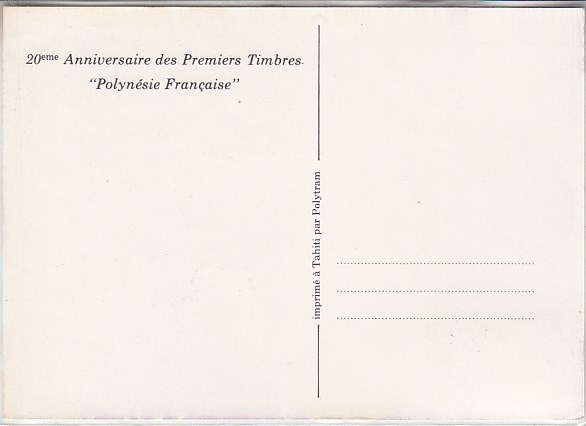 20eme Anniversaire des Premiers Timbres
“Polynésie Française”
imprimé à Tahiti par Polytram